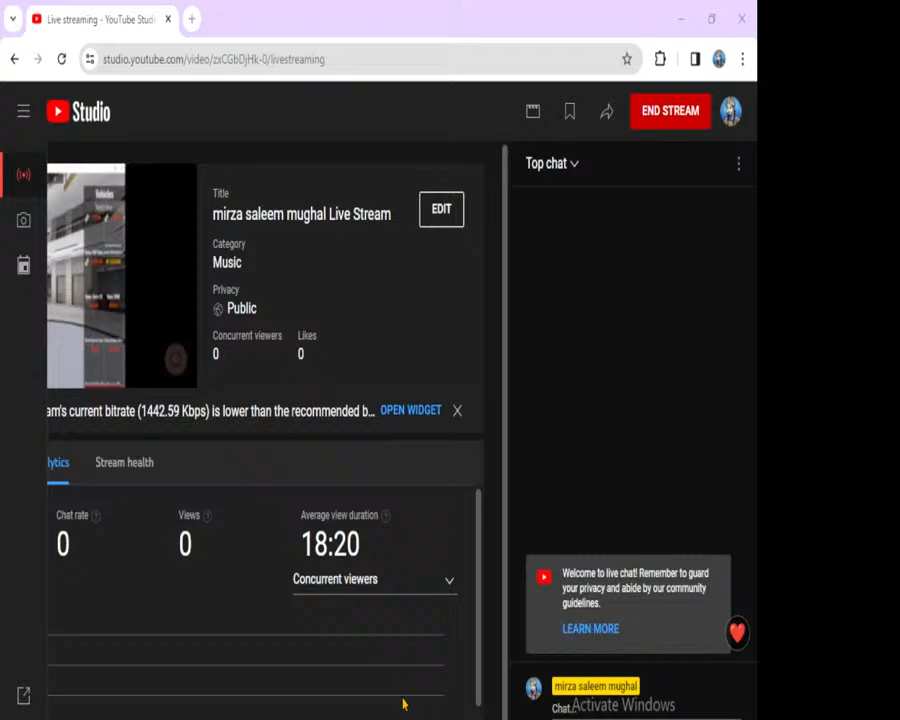 Live streaming - YouTube Studi
studio.youtube.com/video/zxCGbDjHk-0/livestreaming
Studio
END STREAM
Title
mirza saleem mughal Live Stream
EDIT
Category
Music
Privacy
Public
Concurrent viewers
Likes
0
0
am's current bitrate (1442.59 Kbps) is lower than the recommended b...
OPEN WIDGET
lytics
Stream health
Chat rate
Views
Average view duration
0
0
18:20
Concurrent viewers
Top chat
Welcome to live chat! Remember to guard
your privacy and abide by our community
guidelines.
LEARN MORE
mirza saleem mughal
Chat...
Activate Windows